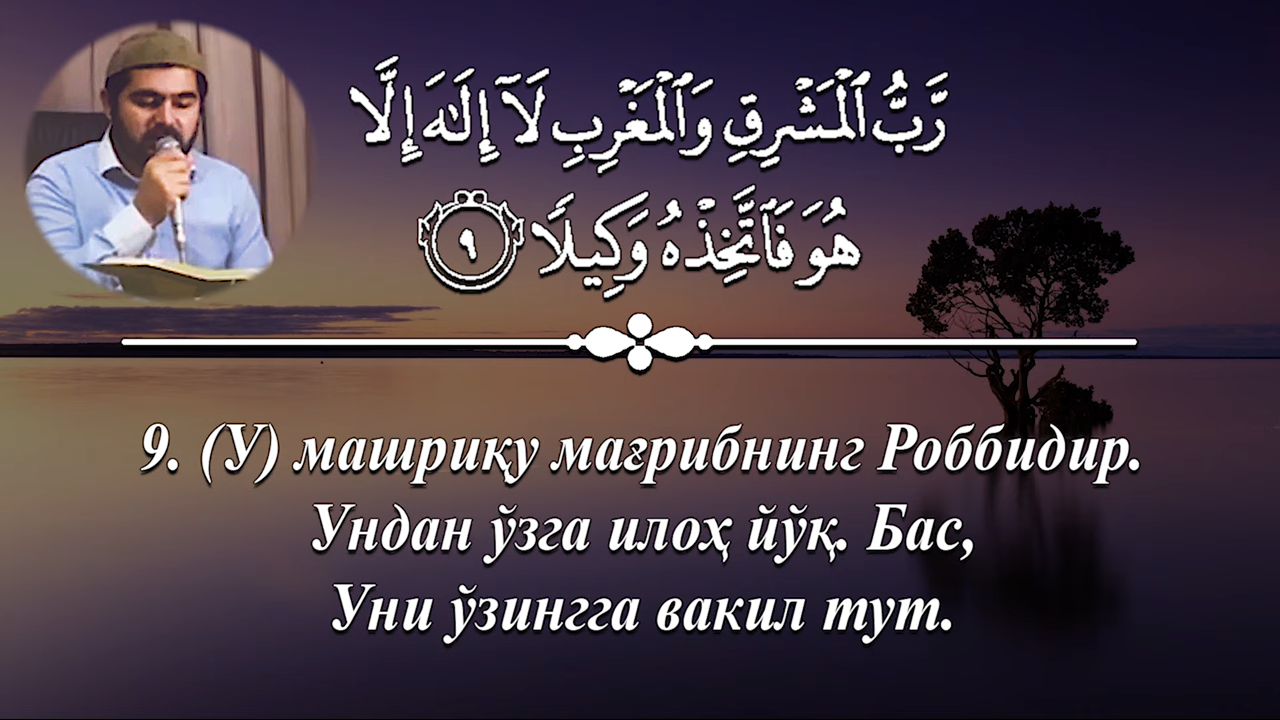 رَّبُّ ٱلْمَشْرِقِ وَٱلْمَغْرِبِ لَآ إِلَٰهَ إِلَّا
هُوَ فَٱتَّخِذْهُ وَكِيلًا ٩
9. (У) машриқу мағрибнинг Роббидир.
Ундан ўзга илоҳ йўқ. Бас,
Уни ўзингга вакил тут.